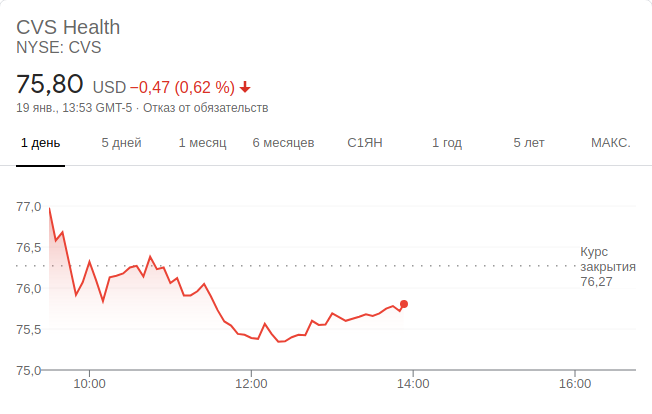 CVS Health
NYSE: CVS
75,80 USD −0,47 (0,62 %)
19 янв., 13:53 GMT-5 · Отказ от обязательств
1 день 5 дней 1 месяц 6 месяцев С1ЯН 1 год 5 лет МАКС.
77,0
76,5
Курс
закрытия
76,27
76,0
75,5
75,0
10:00 12:00 14:00 16:00